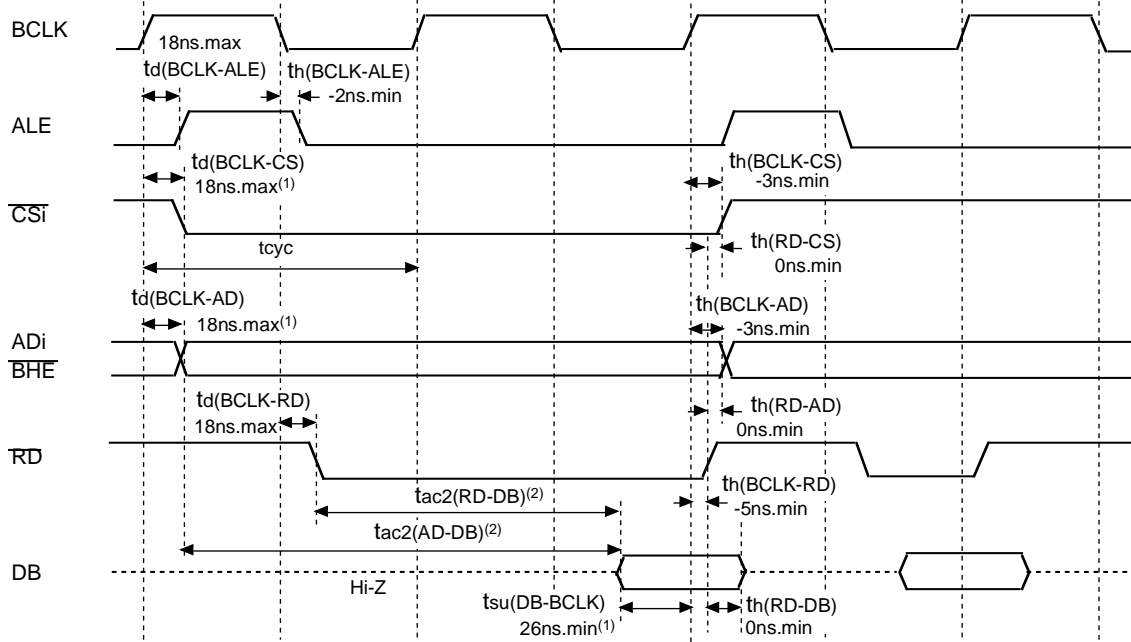 BCLK
18ns.max
td(BCLK-ALE)
th(BCLK-ALE)
-2ns.min
ALE
td(BCLK-CS)
18ns.max(1)
th(BCLK-CS)
-3ns.min
CSi
tcyc
th(RD-CS)
0ns.min
td(BCLK-AD)
18ns.max(1)
th(BCLK-AD)
-3ns.min
ADi
BHE
td(BCLK-RD)
18ns.max
th(RD-AD)
0ns.min
RD
tac2(RD-DB)(2)
th(BCLK-RD)
-5ns.min
tac2(AD-DB)(2)
DB
Hi-Z
tsu(DB-BCLK)
26ns.min(1)
th(RD-DB)
0ns.min